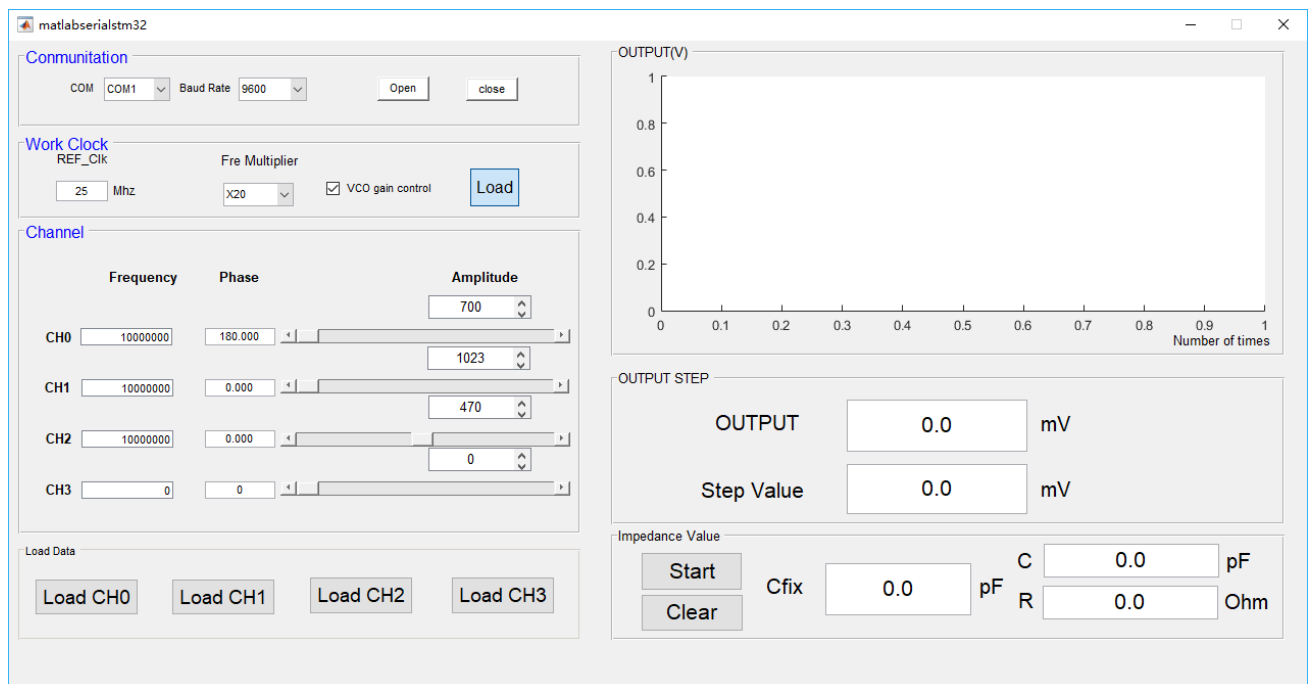 matlabserialstm32
Conmunitation
COM COM1 Baud Rate 9600 Open close
Work Clock
REF_Clk Fre Multiplier
25 Mhz X20 VCO gain control Load
Channel
Frequency Phase Amplitude
700
CH0 10000000 180.000
1023
CH1 10000000 0.000
470
CH2 10000000 0.000
0
CH3 0 0
Load Data
Load CH0 Load CH1 Load CH2 Load CH3
OUTPUT(V)
1
0.8
0.6
0.4
0.2
0
0 0.1 0.2 0.3 0.4 0.5 0.6 0.7 0.8 0.9 1
Number of times
OUTPUT STEP
OUTPUT 0.0 mV
Step Value 0.0 mV
Impedance Value
Start Cfix 0.0 pF C 0.0 pF
Clear R 0.0 Ohm